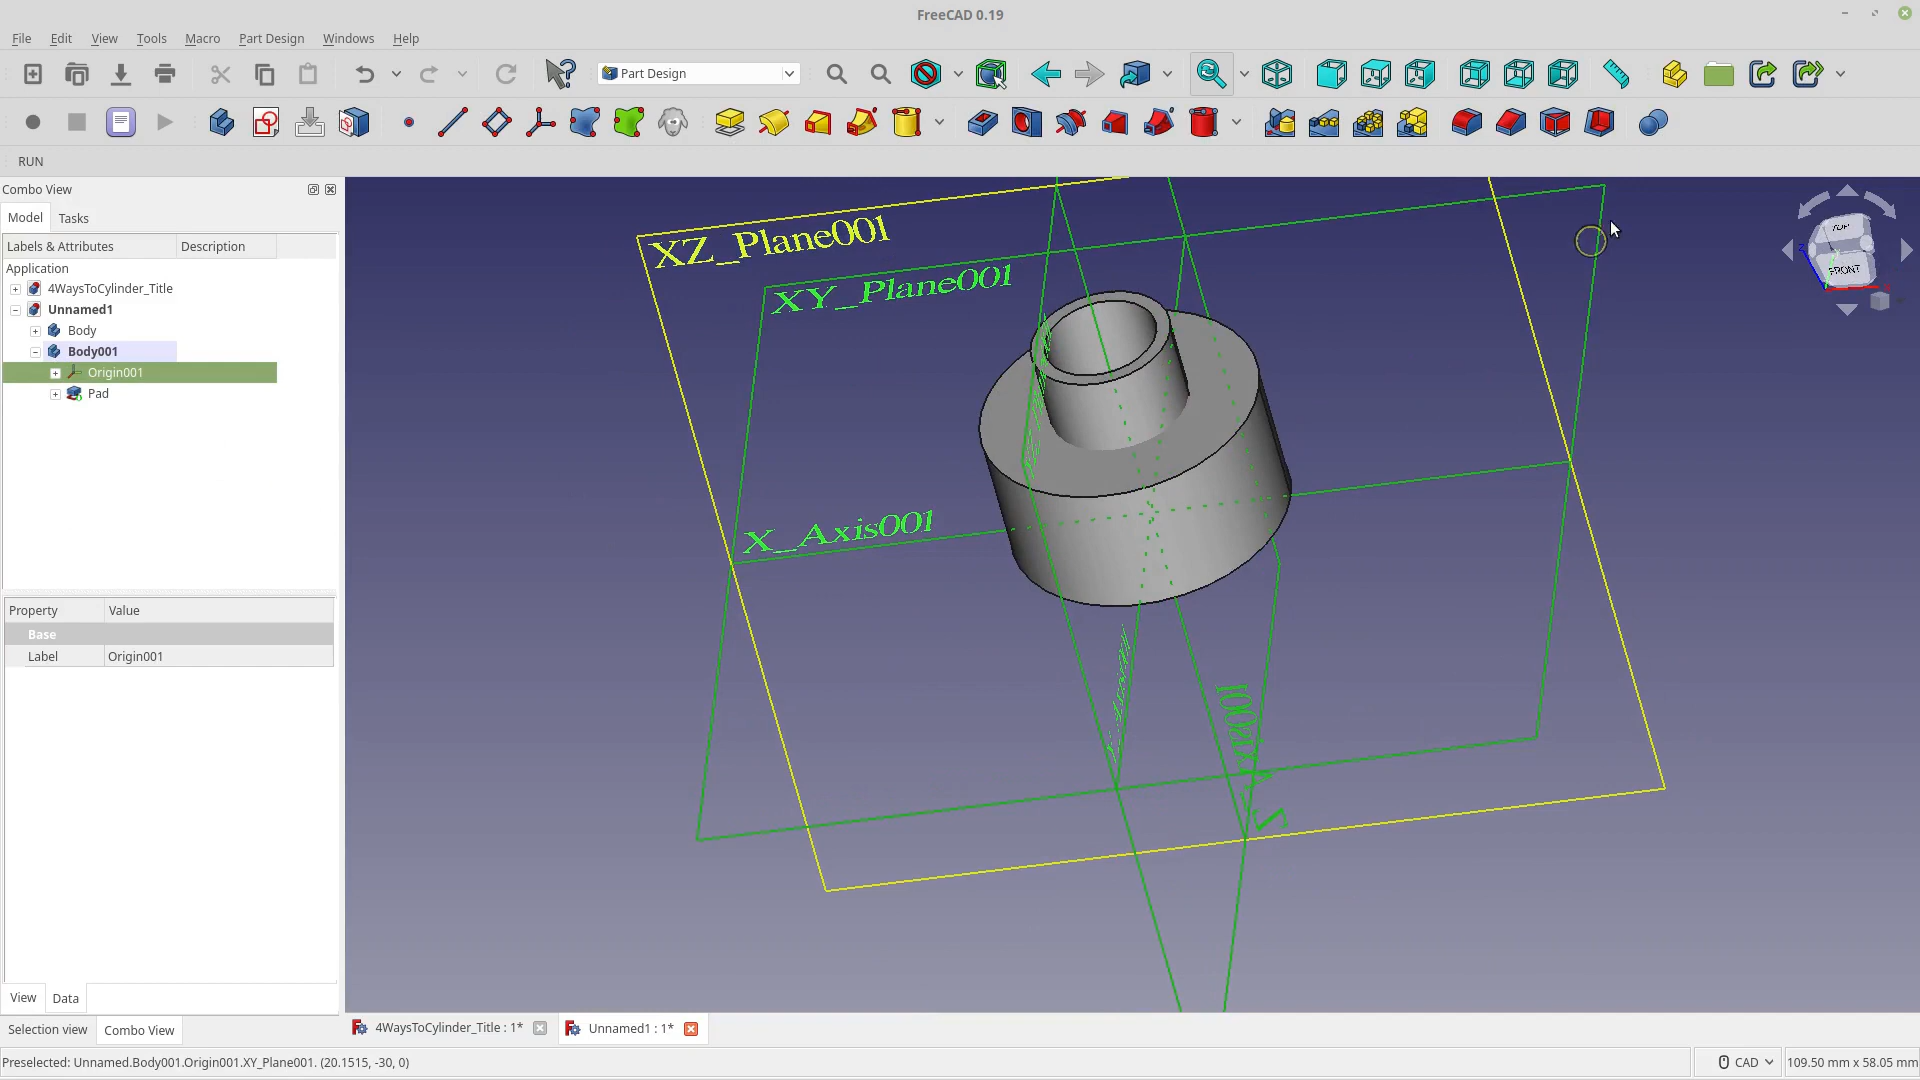 FreeCAD 0.19
File Edit View Tools Macro Part Design Windows Help
Part Design
RUN
Combo View
Model Tasks
Labels & Attributes Description
Application
4WaysToCylinder_Title
Unnamed1
Body
Body001
Origin001
Pad
Property Value
Base
Label Origin001
View Data
Selection view Combo View
XZ_Plane001
XY_Plane001
X_Axis001
Z_Axis001
TOP
FRONT
4WaysToCylinder_Title : 1*
Unnamed1 : 1*
Preselected: Unnamed.Body001.Origin001.XY_Plane001. (20.1515, -30, 0)
CAD
109.50 mm x 58.05 mm